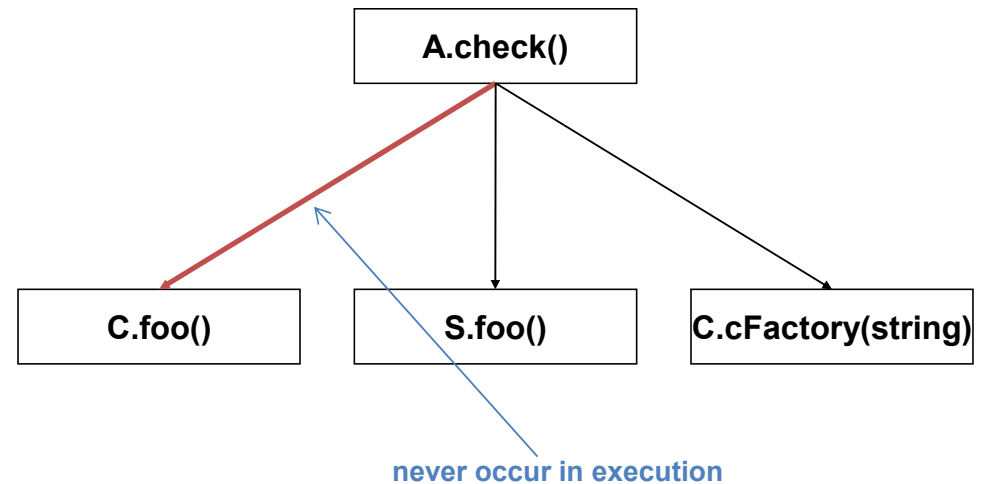 A.check()
C.foo()
S.foo()
C.cFactory(string)
never occur in execution